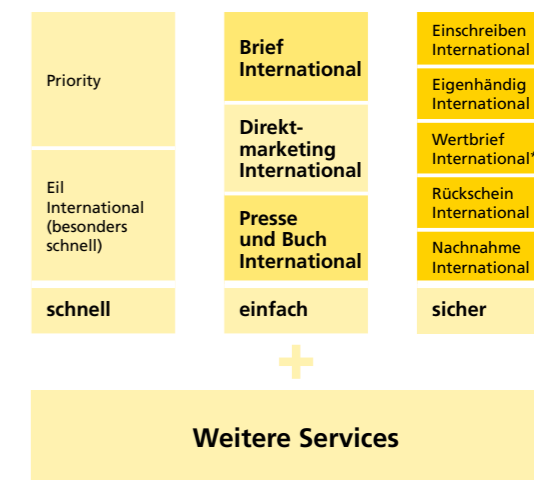 Priority
Eil
International
(besonders
schnell)
schnell
Brief
International
Direkt-
marketing
International
Presse
und Buch
International
einfach
Einschreiben
International
Eigenhändig
International
Wertbrief
International*
Rückschein
International
Nachnahme
International
sicher
+
Weitere Services